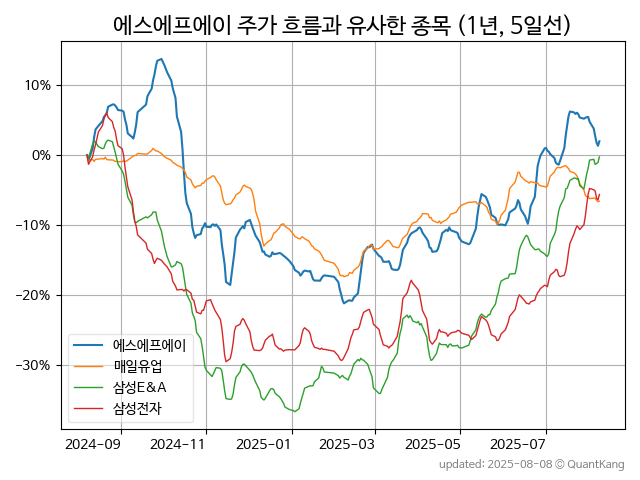 에스에프에이 주가 흐름과 유사한 종목 (1년, 5일선)
10%
0%
-10%
-20%
-30%
에스에프에이
매일유업
삼성E&A
삼성전자
2024-09 2024-11 2025-01 2025-03 2025-05 2025-07
updated: 2025-08-08 © QuantKang